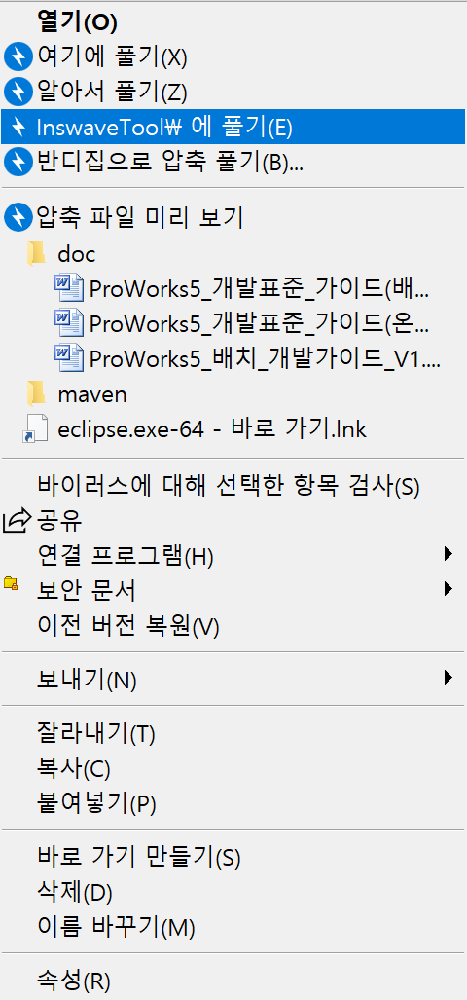 열기(O)
여기에 풀기(X)
알아서 풀기(Z)
InswaveTool₩ 에 풀기(E)
반디집으로 압축 풀기(B)...
압축 파일 미리 보기
doc
ProWorks5_개발표준_가이드(배...
ProWorks5_개발표준_가이드(온...
ProWorks5_배치_개발가이드_V1....
maven
eclipse.exe-64 - 바로 가기.lnk
바이러스에 대해 선택한 항목 검사(S)
공유
연결 프로그램(H)
보안 문서
이전 버전 복원(V)
보내기(N)
잘라내기(T)
복사(C)
붙여넣기(P)
바로 가기 만들기(S)
삭제(D)
이름 바꾸기(M)
속성(R)